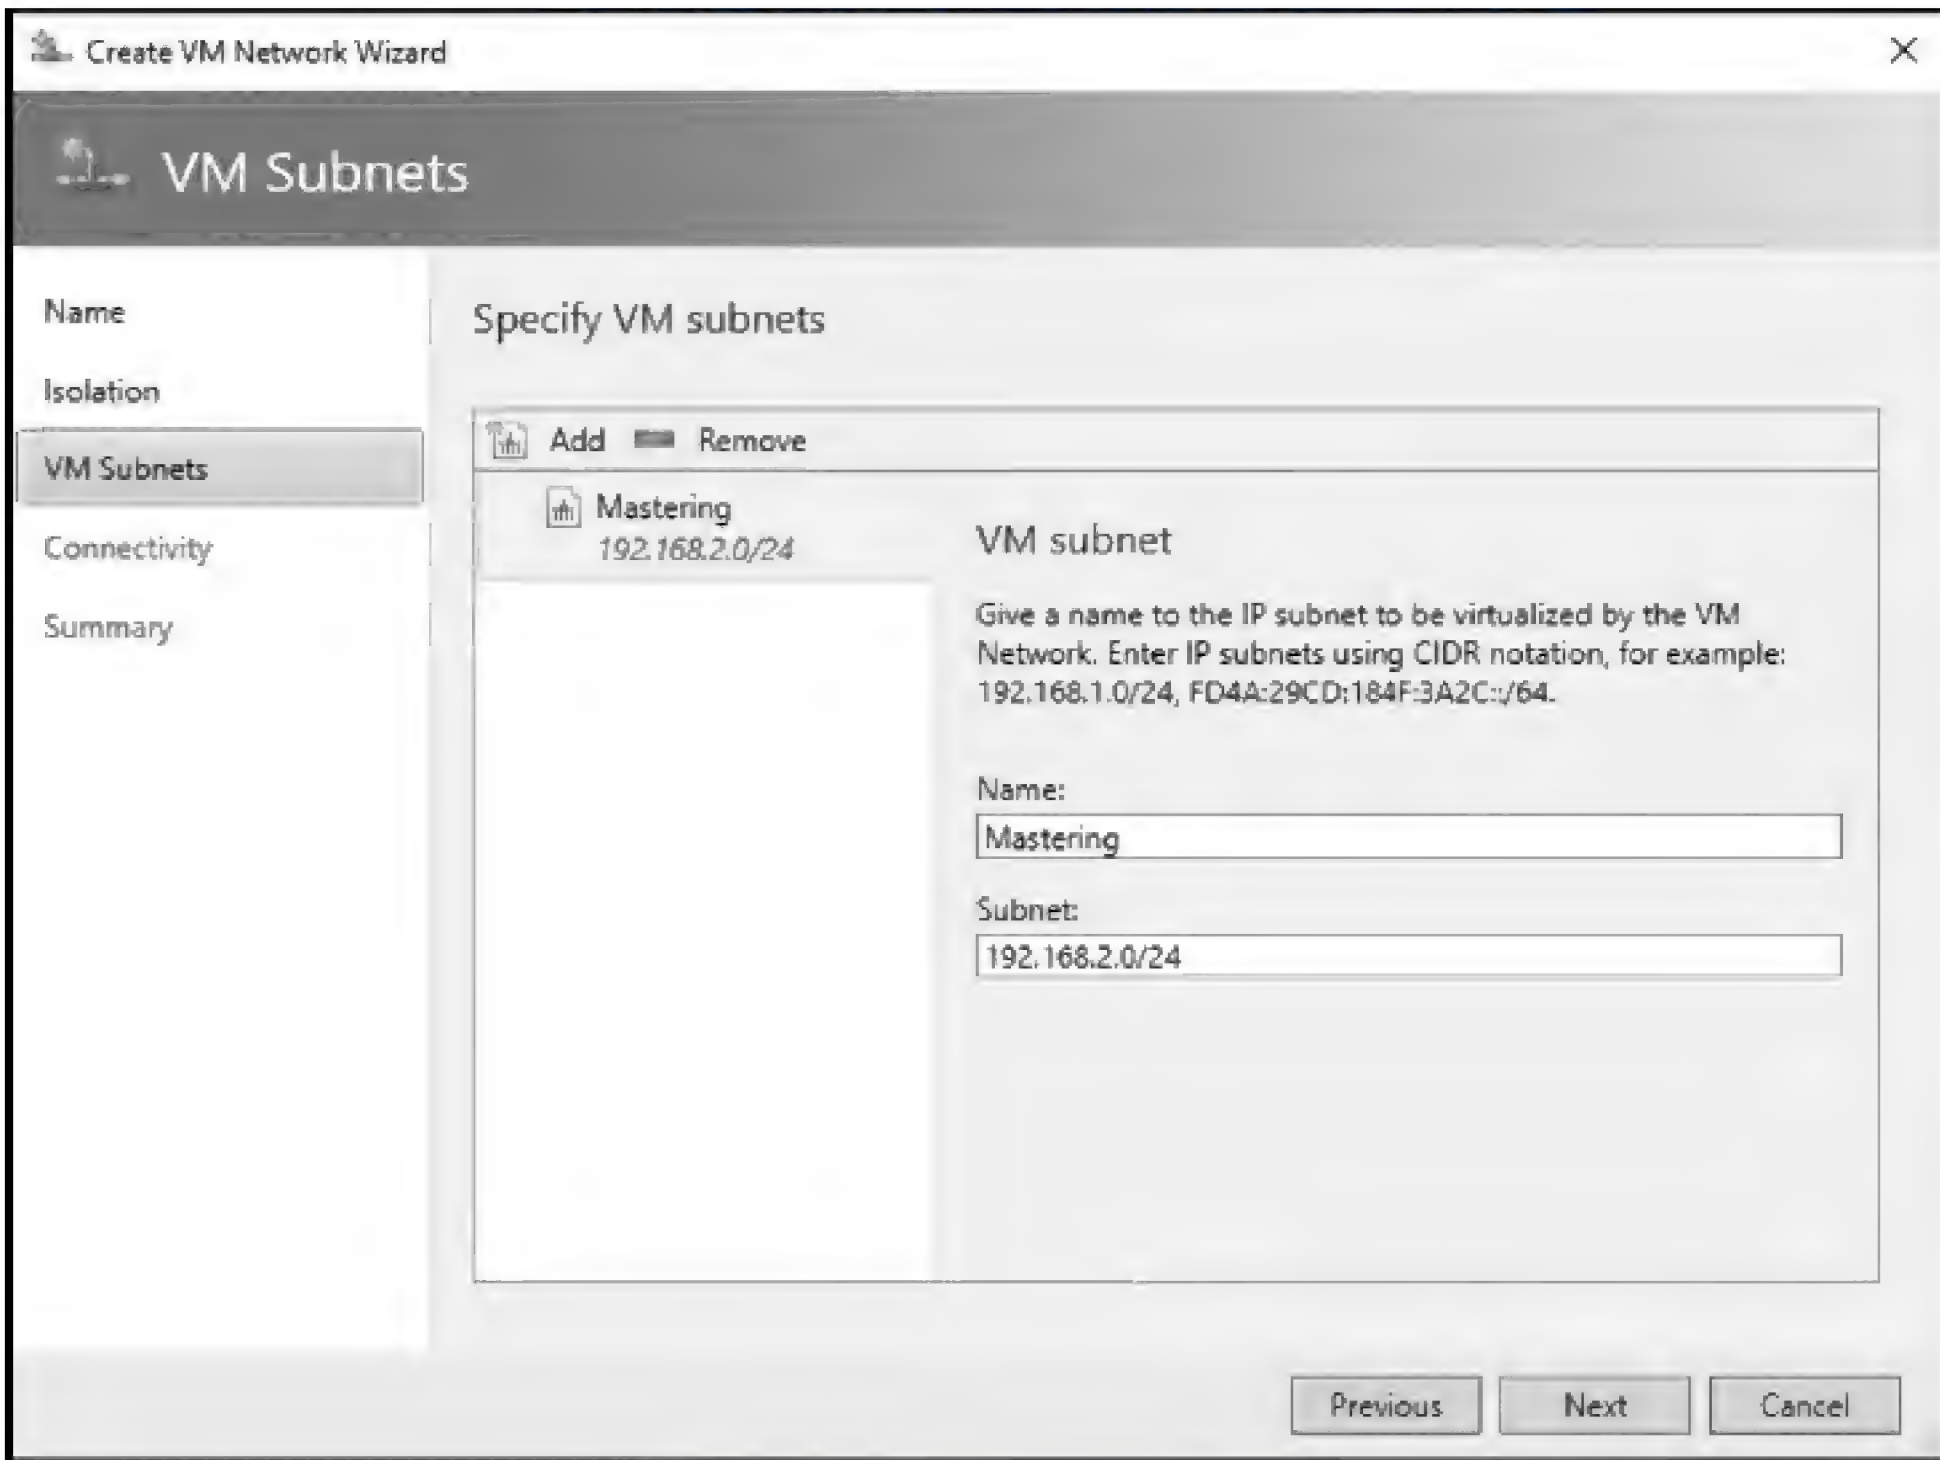 Create VM Network Wizard
VM Subnets
Name
Isolation
VM Subnets
Connectivity
Summary
Specify VM subnets
Add Remove
Mastering
192.168.2.0/24
VM subnet
Give a name to the IP subnet to be virtualized by the VM
Network. Enter IP subnets using CIDR notation, for example:
192.168.1.0/24, FD4A:29CD:184F:3A2C::/64.
Name:
Mastering
Subnet:
192.168.2.0/24
Previous Next Cancel